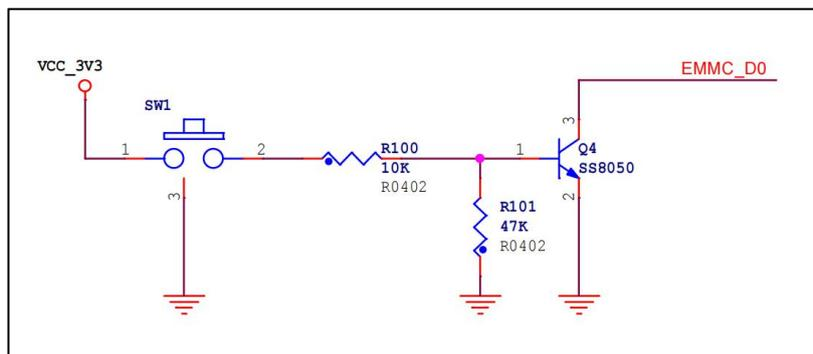 EMMC_D0
VCC_3V3
SW1
3
1
2
R100
1
Q4
10K
SS8050
R0402
3
R101
2
47K
R0402